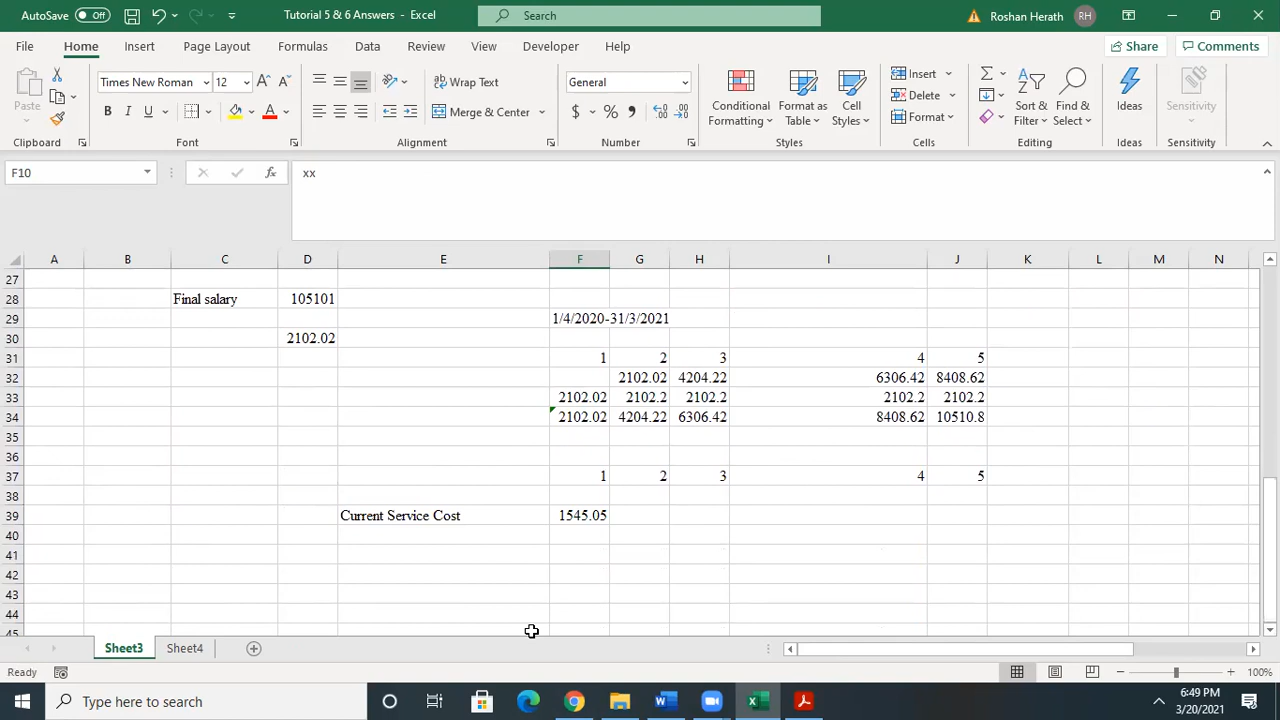 AutoSave Off Tutorial 5 & 6 Answers - Excel Search Roshan Herath RH
File Home Insert Page Layout Formulas Data Review View Developer Help Share Comments
Times New Roman 12 A A Wrap Text General Insert Σ
Paste B I U A Merge & Center $ % , Conditional Formatting Format as Table Cell Styles Delete Format Sort & Filter Find & Select Ideas Sensitivity
Clipboard Font Alignment Number Styles Cells Editing Ideas Sensitivity
F10 fx xx
A B C D E F G H I J K L M N
27
28 Final salary 105101
29 1/4/2020-31/3/2021
30 2102.02
31 1 2 3 4 5
32 2102.02 4204.22 6306.42 8408.62
33 2102.02 2102.2 2102.2 2102.2 2102.2
34 2102.02 4204.22 6306.42 8408.62 10510.8
35
36
37 1 2 3 4 5
38
39 Current Service Cost 1545.05
40
41
42
43
44
45
Sheet3 Sheet4
Ready 100%
Type here to search 6:49 PM
3/20/2021